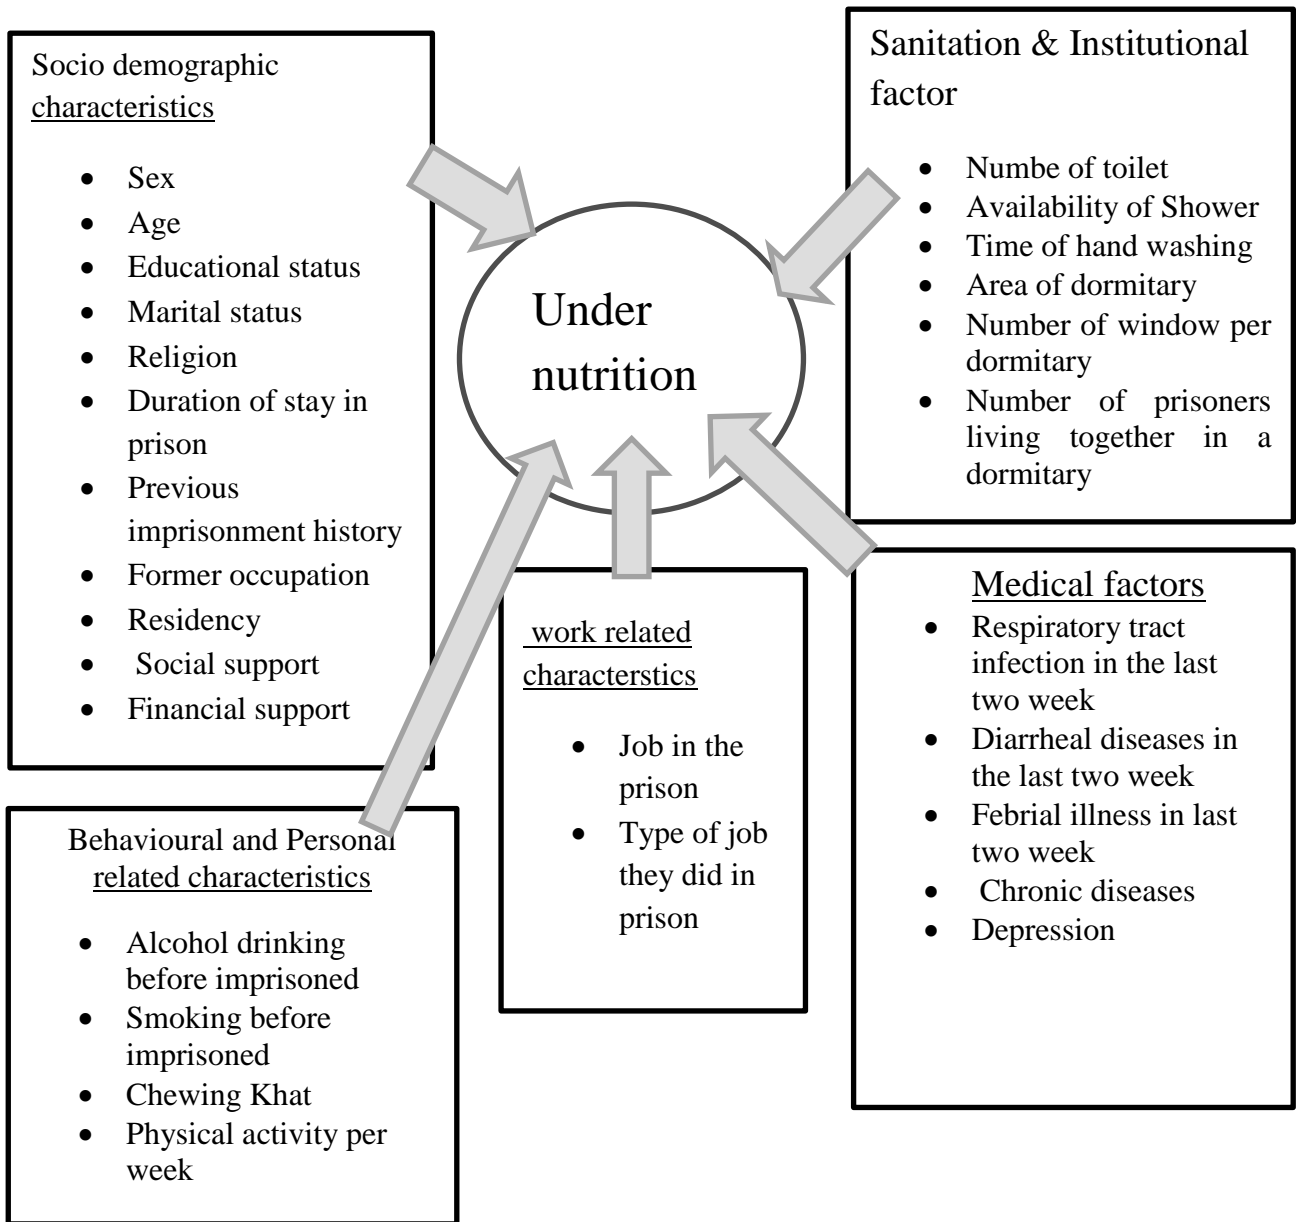 Socio demographic
characteristics
• Sex
• Age
• Educational status
• Marital status
• Religion
• Duration of stay in
prison
• Previous
imprisonment history
• Former occupation
• Residency
• Social support
• Financial support
Sanitation & Institutional
factor
• Numbe of toilet
• Availability of Shower
• Time of hand washing
• Area of dormitary
• Number of window per
dormitary
• Number of prisoners
living together in a
dormitary
Under
nutrition
work related
characterstics
• Job in the
prison
• Type of job
they did in
prison
Medical factors
• Respiratory tract
infection in the last
two week
• Diarrheal diseases in
the last two week
• Febrial illness in last
two week
• Chronic diseases
• Depression
Behavioural and Personal
related characteristics
• Alcohol drinking
before imprisoned
• Smoking before
imprisoned
• Chewing Khat
• Physical activity per
week